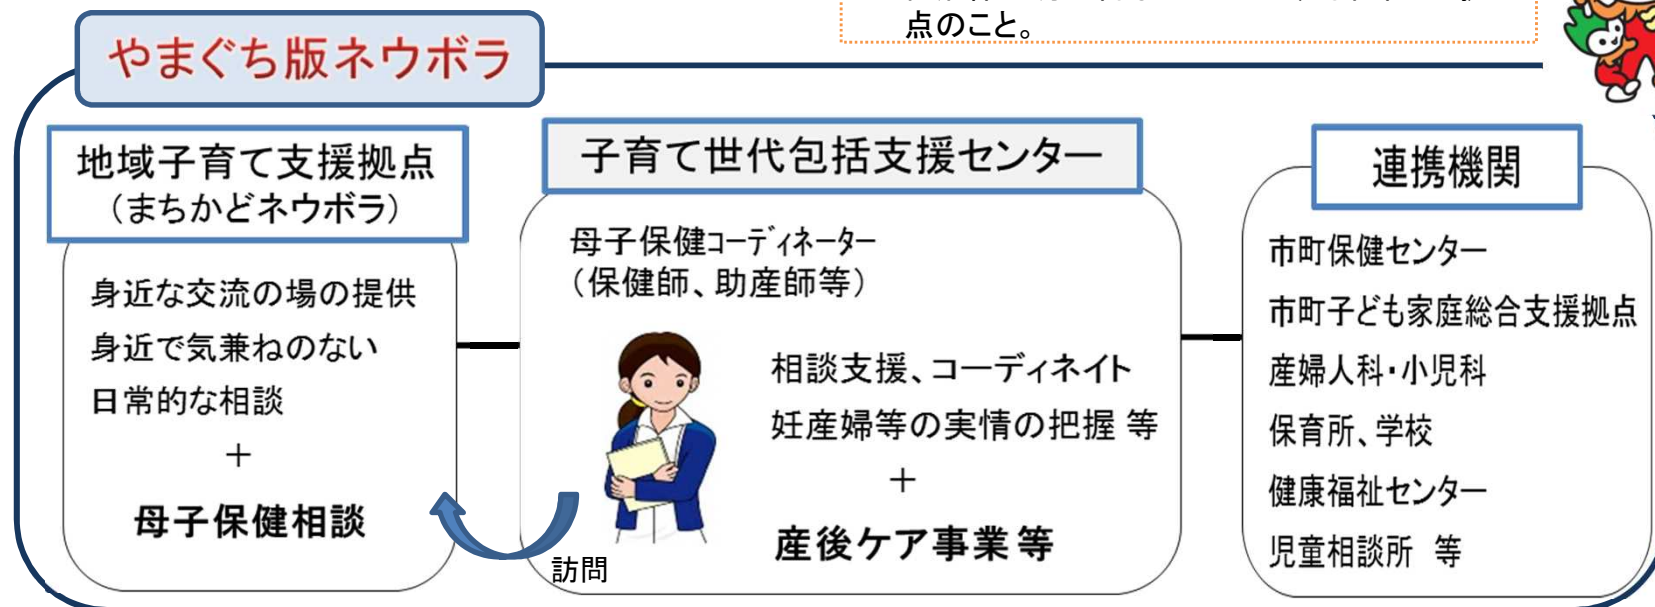 点のこと。
やまぐち版ネウボラ
地域子育て支援拠点
（まちかどネウボラ）
身近な交流の場の提供
身近で気兼ねのない
日常的な相談
＋
母子保健相談
子育て世代包括支援センター
母子保健コーディネーター
（保健師、助産師等）
相談支援、コーディネイト
妊産婦等の実情の把握 等
＋
産後ケア事業等
訪問
連携機関
市町保健センター
市町子ども家庭総合支援拠点
産婦人科・小児科
保育所、学校
健康福祉センター
児童相談所 等